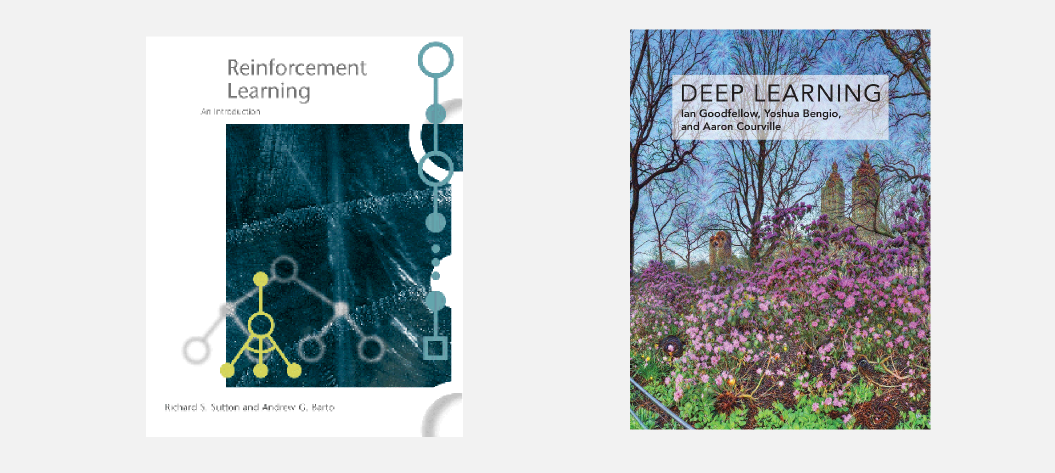 Reinforcement
Learning
An Introduction
Richard S. Sutton and Andrew G. Barto
DEEP LEARNING
Ian Goodfellow, Yoshua Bengio,
and Aaron Courville